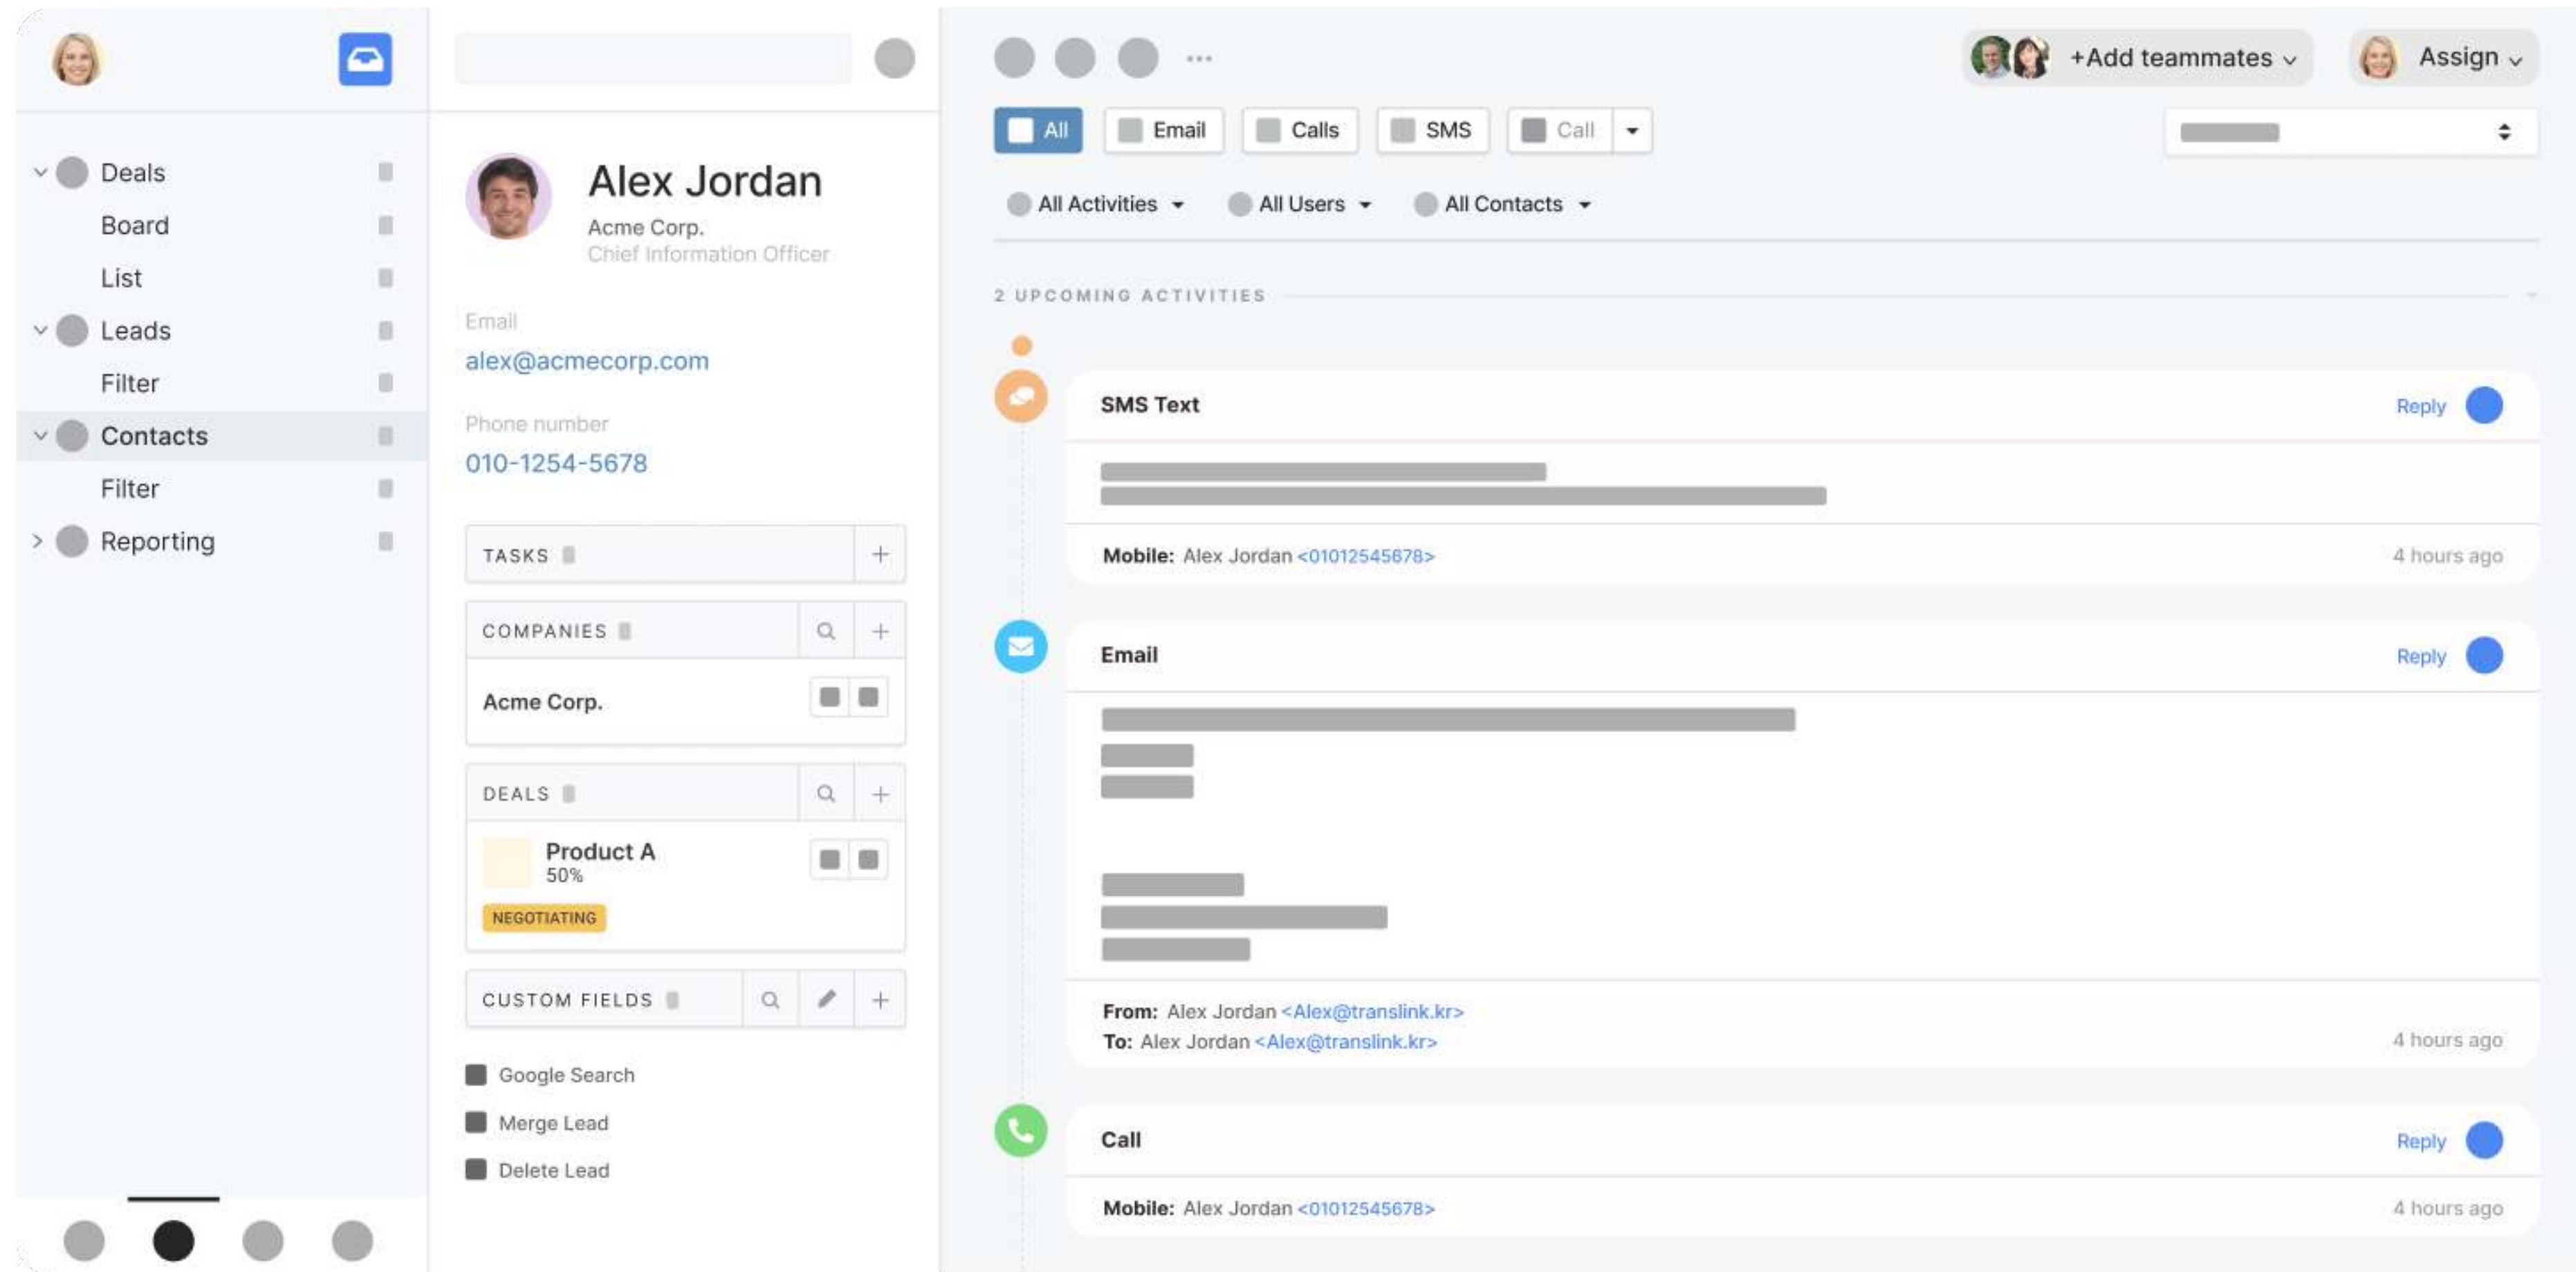 Deals
Board
List
Leads
Filter
Contacts
Filter
Reporting
Alex Jordan
Acme Corp.
Chief Information Officer
Email
alex@acmecorp.com
Phone number
010-1254-5678
TASKS
COMPANIES
Acme Corp.
DEALS
Product A
50%
NEGOTIATING
CUSTOM FIELDS
Google Search
Merge Lead
Delete Lead
+Add teammates
Assign
All Email Calls SMS Call
All Activities All Users All Contacts
2 UPCOMING ACTIVITIES
SMS Text Reply
Mobile: Alex Jordan <01012545678> 4 hours ago
Email Reply
From: Alex Jordan <Alex@translink.kr>
To: Alex Jordan <Alex@translink.kr> 4 hours ago
Call Reply
Mobile: Alex Jordan <01012545678> 4 hours ago